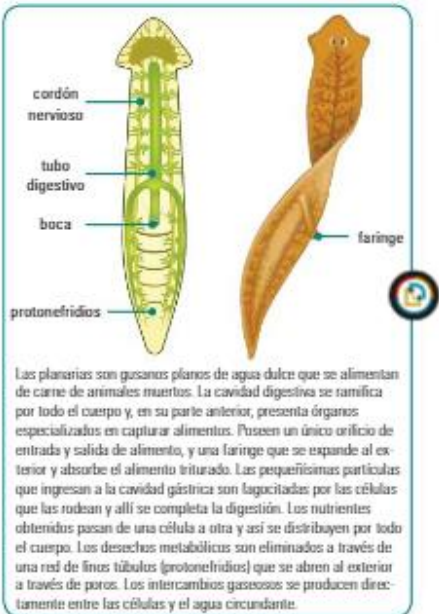 cordón
nervioso
tubo
digestivo
boca
faringe
protonefridios
Las planarias son gusanos planos de agua dulce que se alimentan
de carne de animales muertos. La cavidad digestiva se ramifica
por todo el cuerpo y, en su parte anterior, presenta órganos
especializados en capturar alimentos. Poseen un único orificio de
entrada y salida de alimento, y una faringe que se expande al ex-
terior y absorbe el alimento triturado. Las pequeñísimas partículas
que ingresan a la cavidad gástrica son fagocitadas por las células
que las rodean y allí se completa la digestión. Los nutrientes
obtenidos pasan de una célula a otra y así se distribuyen por todo
el cuerpo. Los desechos metabólicos son eliminados a través de
una red de finos túbulos (protonefridios) que se abren al exterior
a través de poros. Los intercambios gaseosos se producen direc-
tamente entre las células y el agua circundante.